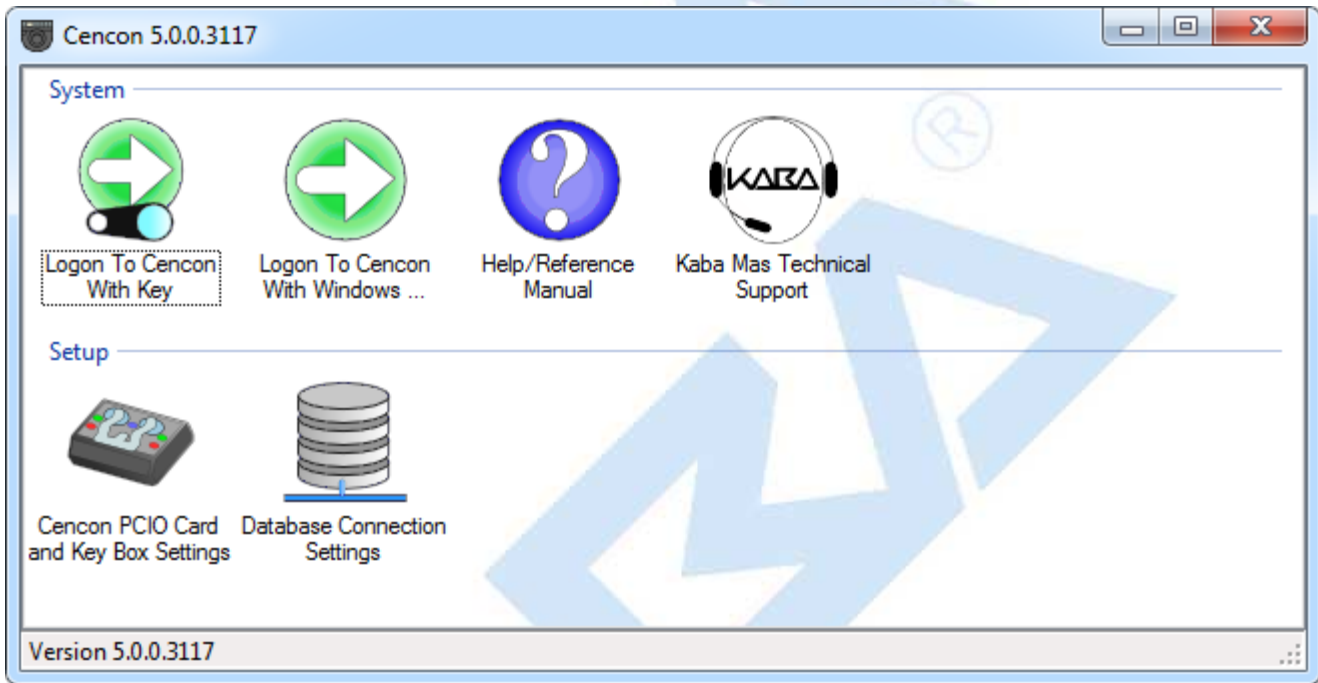 Cencon 5.0.0.3117
System
KABA
®
Logon To Cencon
With Key
Logon To Cencon
With Windows ...
Help/Reference
Manual
Kaba Mas Technical
Support
Setup
Cencon PCIO Card
and Key Box Settings
Database Connection
Settings
Version 5.0.0.3117